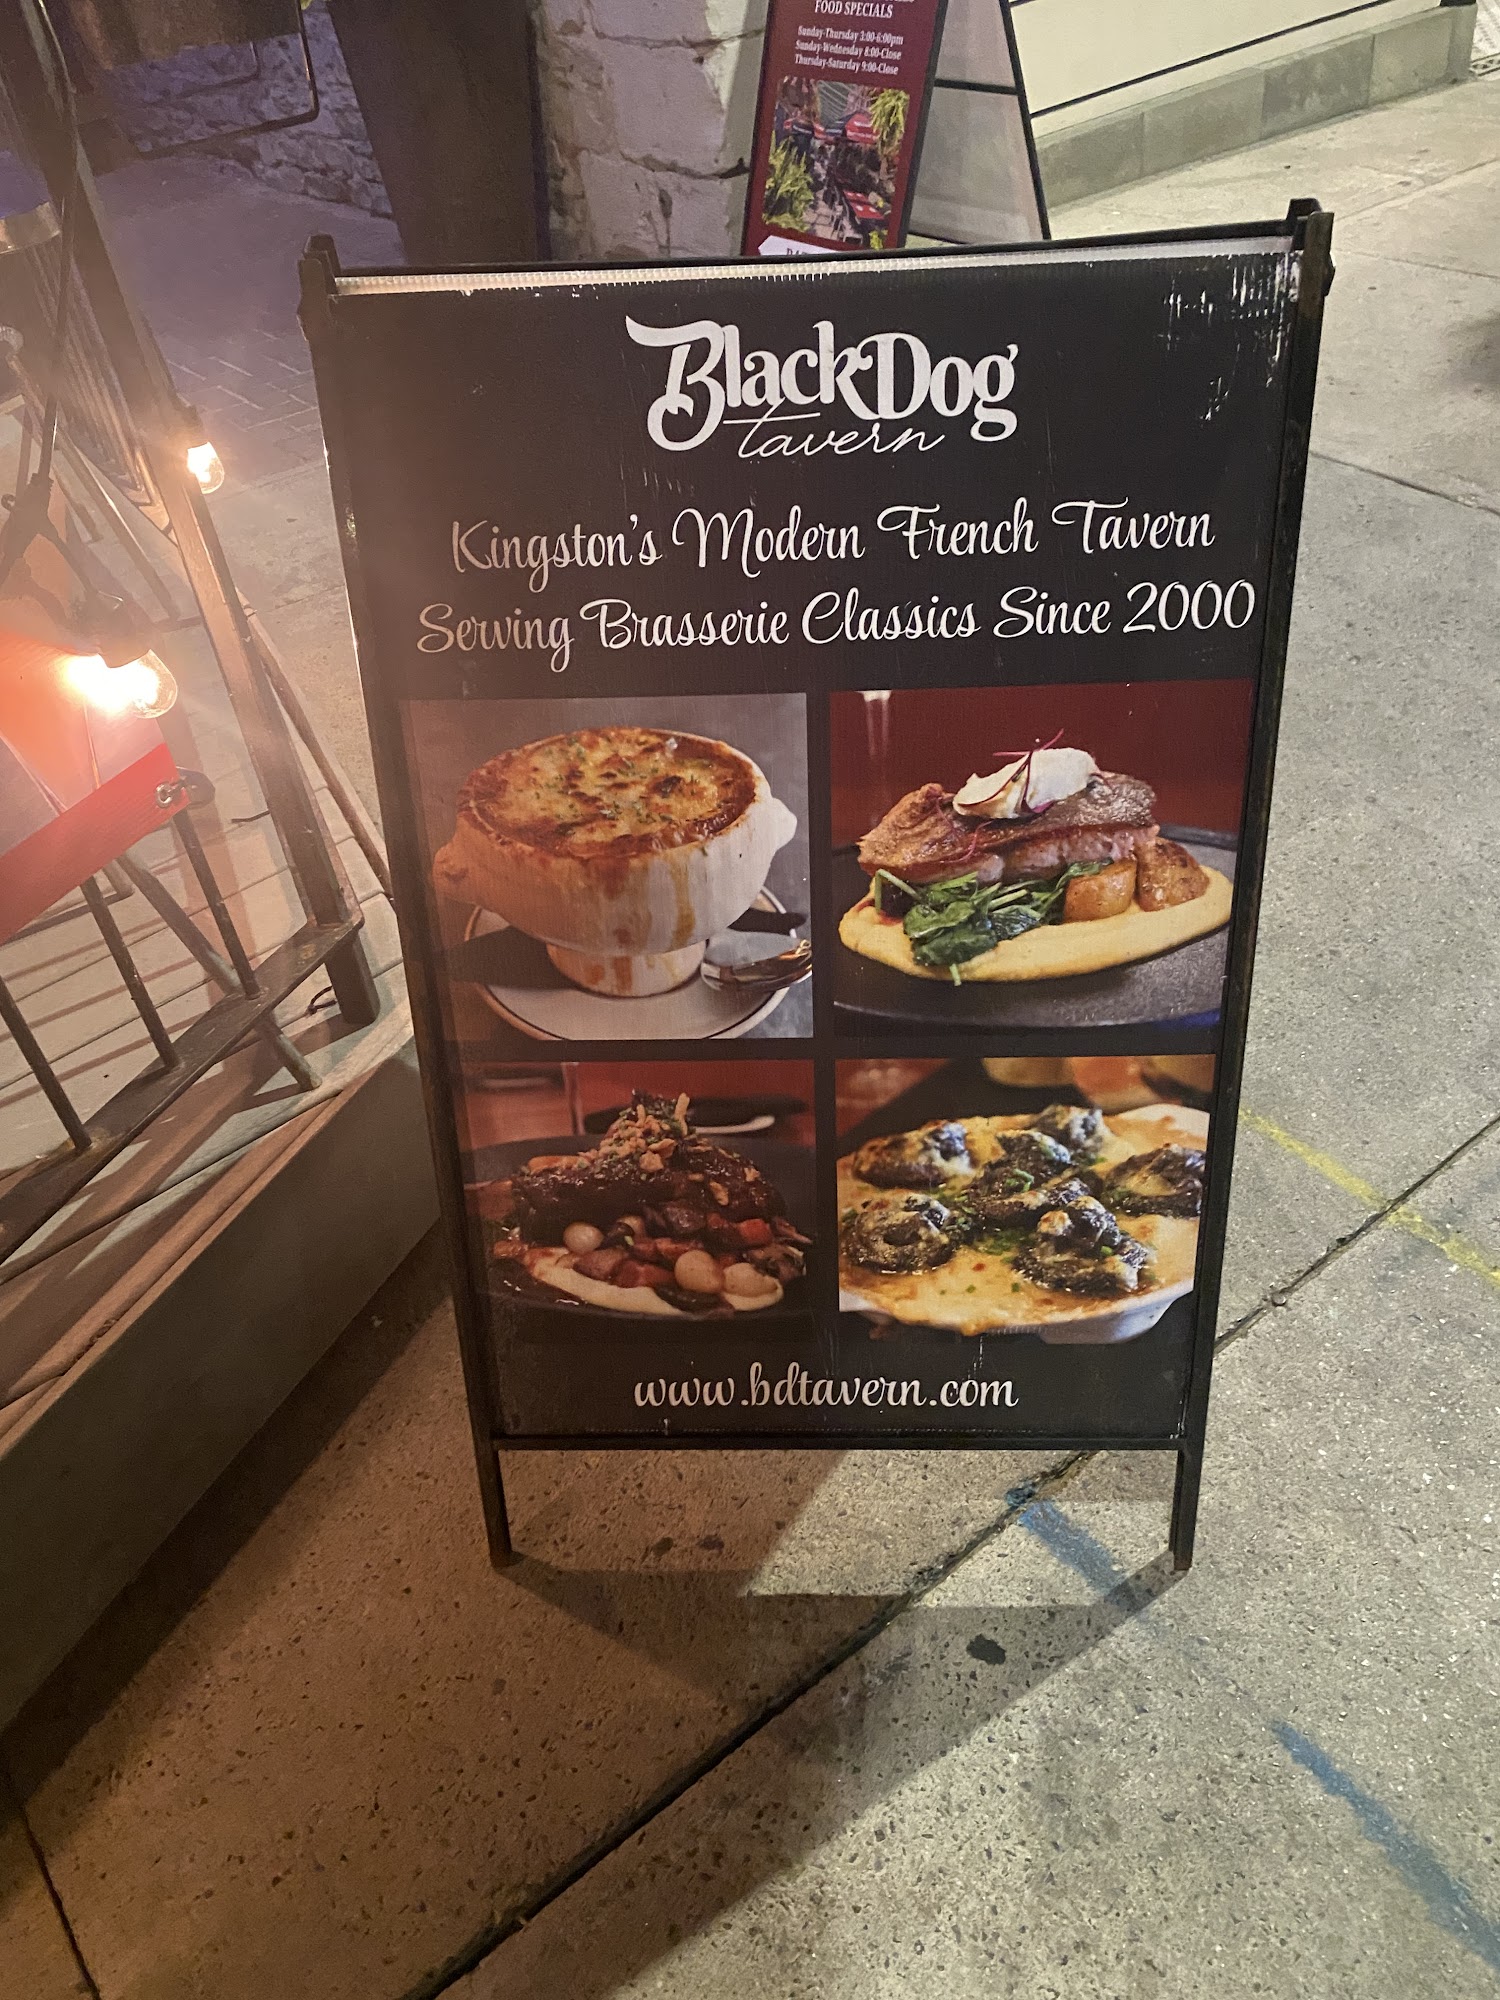 FOOD SPECIALS
Sunday-Thursday 3:00-6:00pm
Sunday-Wednesday 8:00-Close
Thursday-Saturday 9:00-Close
BlackDog
tavern
Kingston's Modern French Tavern
Serving Brasserie Classics Since 2000
www.bdtavern.com